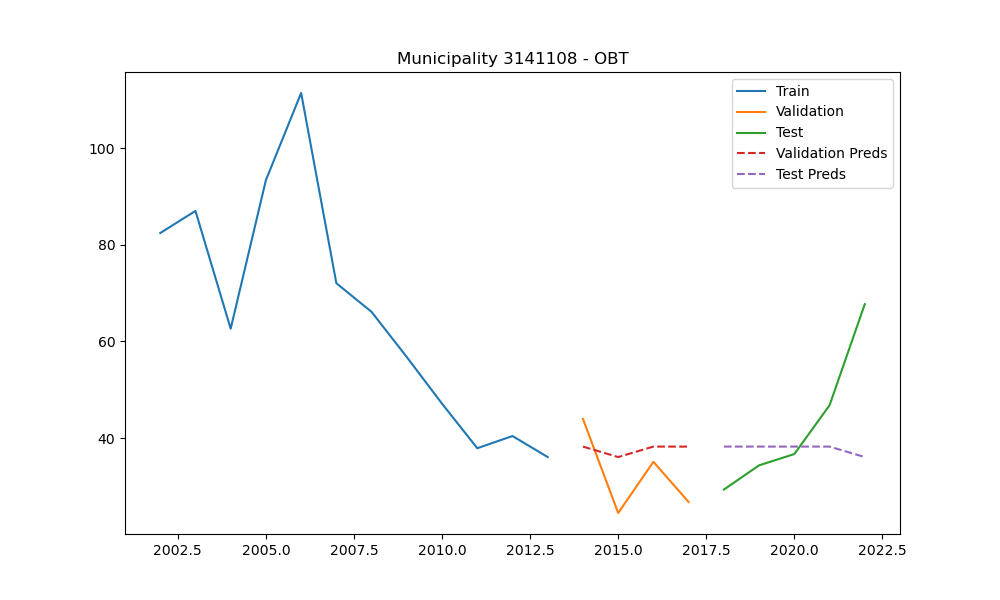 Municipality 3141108 - OBT
Train
Validation
Test
Validation Preds
Test Preds
100
80
60
40
2002.5 2005.0 2007.5 2010.0 2012.5 2015.0 2017.5 2020.0 2022.5